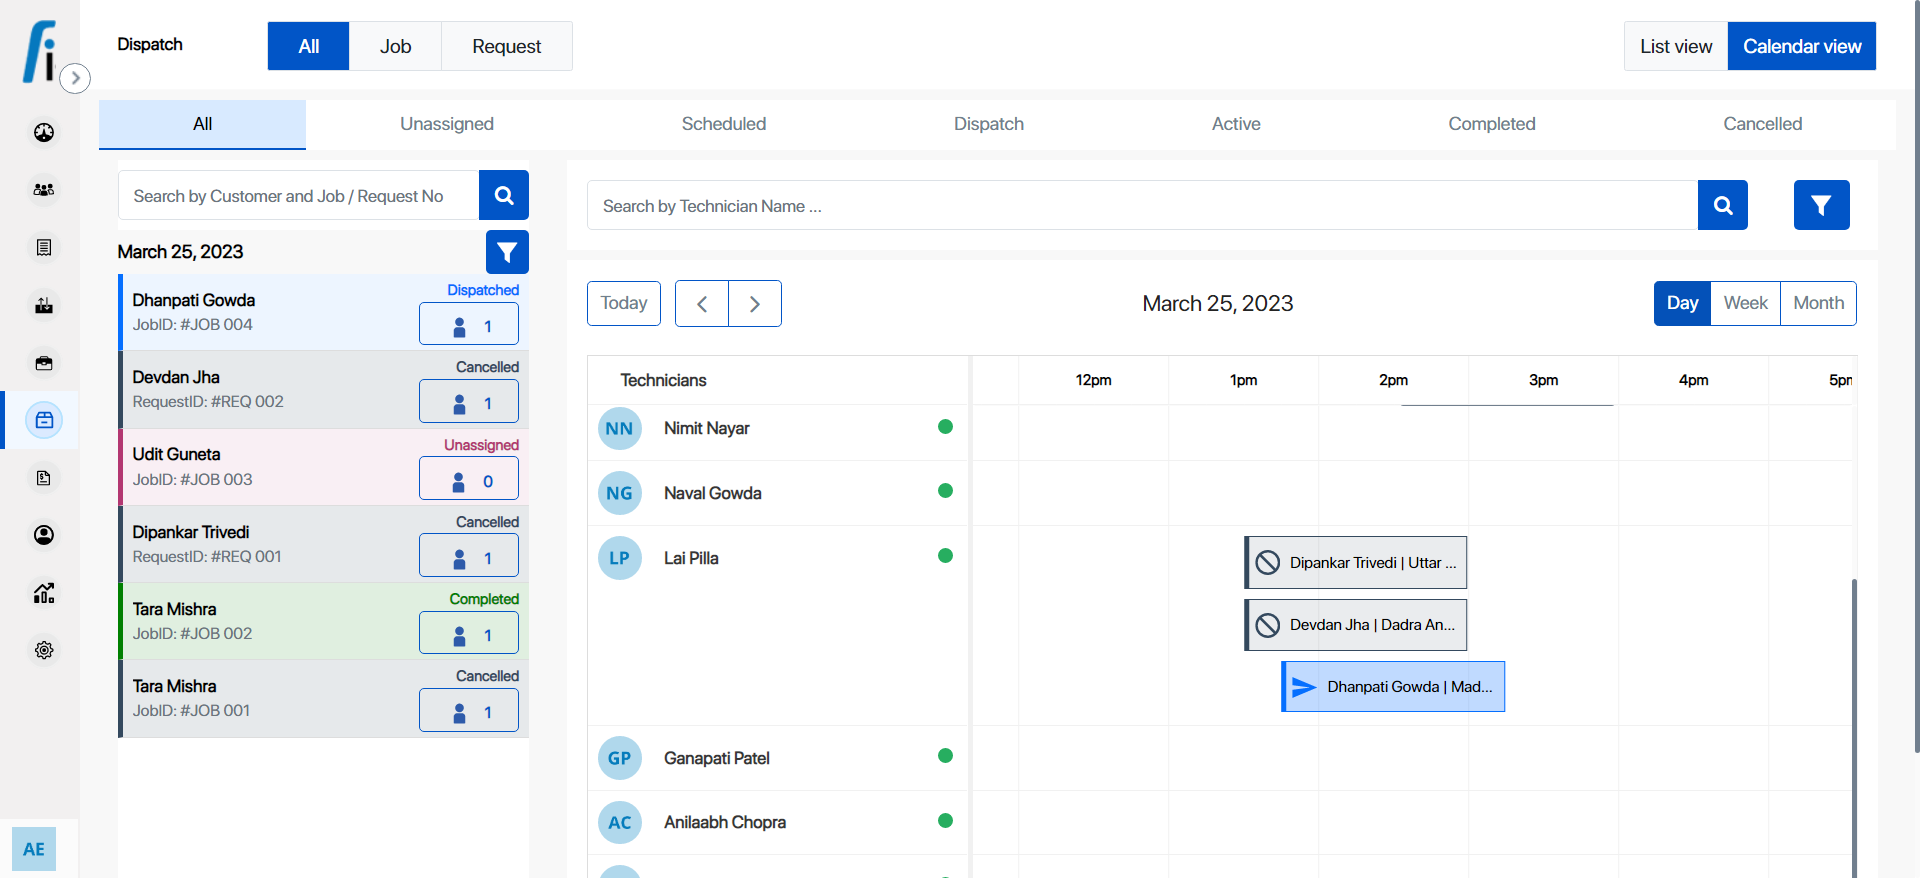 fi
Dispatch
All
Job
Request
List view
Calendar view
All
Unassigned
Scheduled
Dispatch
Active
Completed
Cancelled
Search by Customer and Job / Request No
March 25, 2023
Dhanpati Gowda
JobID: #JOB 004
Dispatched
1
Devdan Jha
RequestID: #REQ 002
Cancelled
1
Udit Guneta
JobID: #JOB 003
Unassigned
0
Dipankar Trivedi
RequestID: #REQ 001
Cancelled
1
Tara Mishra
JobID: #JOB 002
Completed
1
Tara Mishra
JobID: #JOB 001
Cancelled
1
AE
Search by Technician Name ...
Today
March 25, 2023
Day
Week
Month
Technicians
12pm
1pm
2pm
3pm
4pm
5pm
NN
Nimit Nayar
NG
Naval Gowda
LP
Lai Pilla
Dipankar Trivedi | Uttar ...
Devdan Jha | Dadra An...
Dhanpati Gowda | Mad...
GP
Ganapati Patel
AC
Anilaabh Chopra